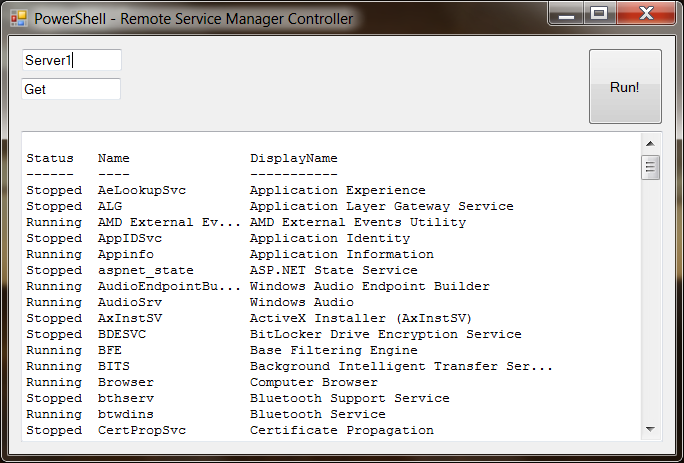 PowerShell - Remote Service Manager Controller
Server1
Get
Run!
Status Name DisplayName
------ ---- -----------
Stopped AeLookupSvc Application Experience
Stopped ALG Application Layer Gateway Service
Running AMD External Ev... AMD External Events Utility
Stopped AppIDSvc Application Identity
Running Appinfo Application Information
Stopped aspnet_state ASP.NET State Service
Running AudioEndpointBu... Windows Audio Endpoint Builder
Running AudioSrv Windows Audio
Stopped AxInstSV ActiveX Installer (AxInstSV)
Stopped BDESVC BitLocker Drive Encryption Service
Running BFE Base Filtering Engine
Running BITS Background Intelligent Transfer Ser...
Running Browser Computer Browser
Stopped bthserv Bluetooth Support Service
Running btwdins Bluetooth Service
Stopped CertPropSvc Certificate Propagation